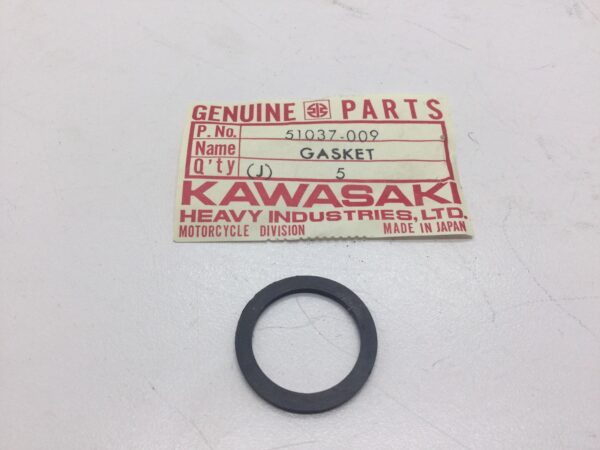 GENUINE PARTS
P. No. 51037-009
Name GASKET
Q'ty (J) 5
KAWASAKI
HEAVY INDUSTRIES, LTD.
MOTORCYCLE DIVISION MADE IN JAPAN